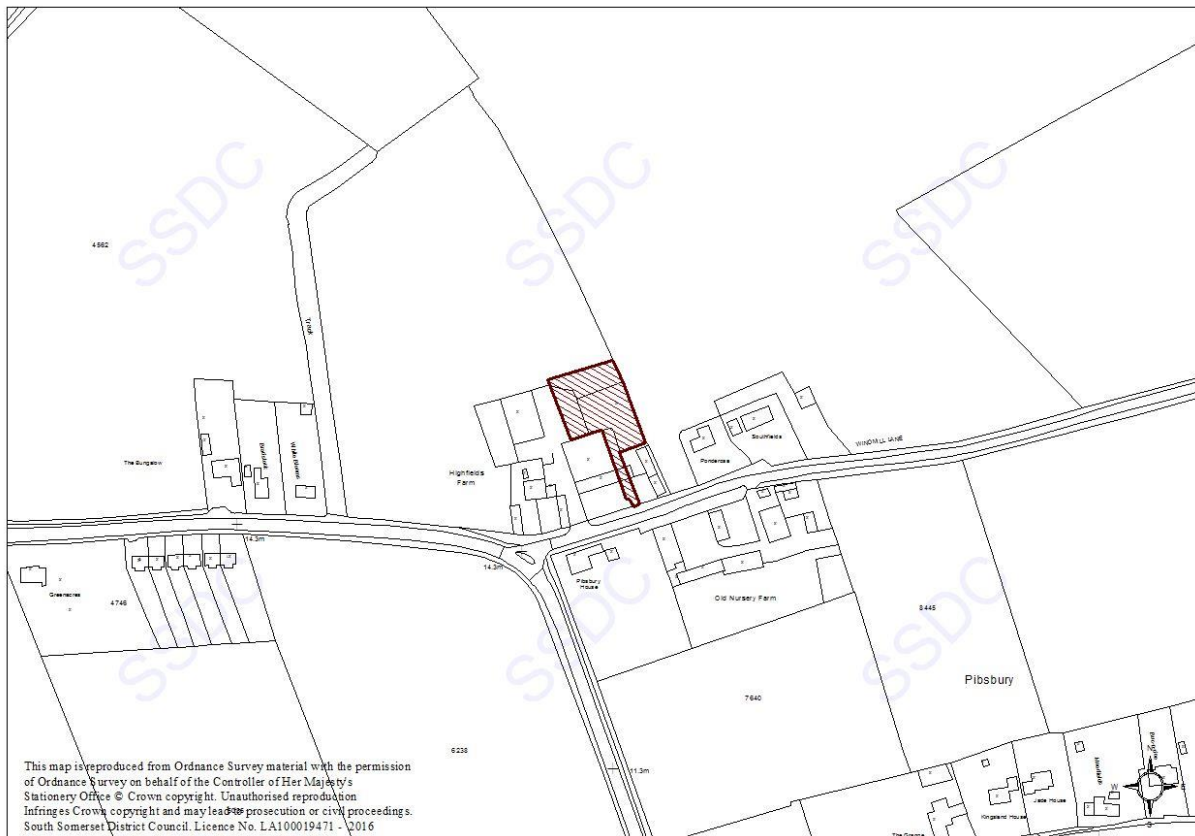 SSDC
SSDC
SSDC
4662
Track
The Bungalow
Highfields
Farm
Southfields
Ponderosa
WINDMILL LANE
14.3m
14.3m
Pibsbury
House
Greenacres
4746
Old Nursery Farm
8445
SSDC
SSDC
SSDC
Pibsbury
7640
6238
11.3m
N
W
S
Jade House
Kingsland House
The Grange
This map is reproduced from Ordnance Survey material with the permission
of Ordnance Survey on behalf of the Controller of Her Majesty's
Stationery Office © Crown copyright. Unauthorised reproduction
Infringes Crown copyright and may lead to prosecution or civil proceedings.
South Somerset District Council. Licence No. LA100019471 - 2016